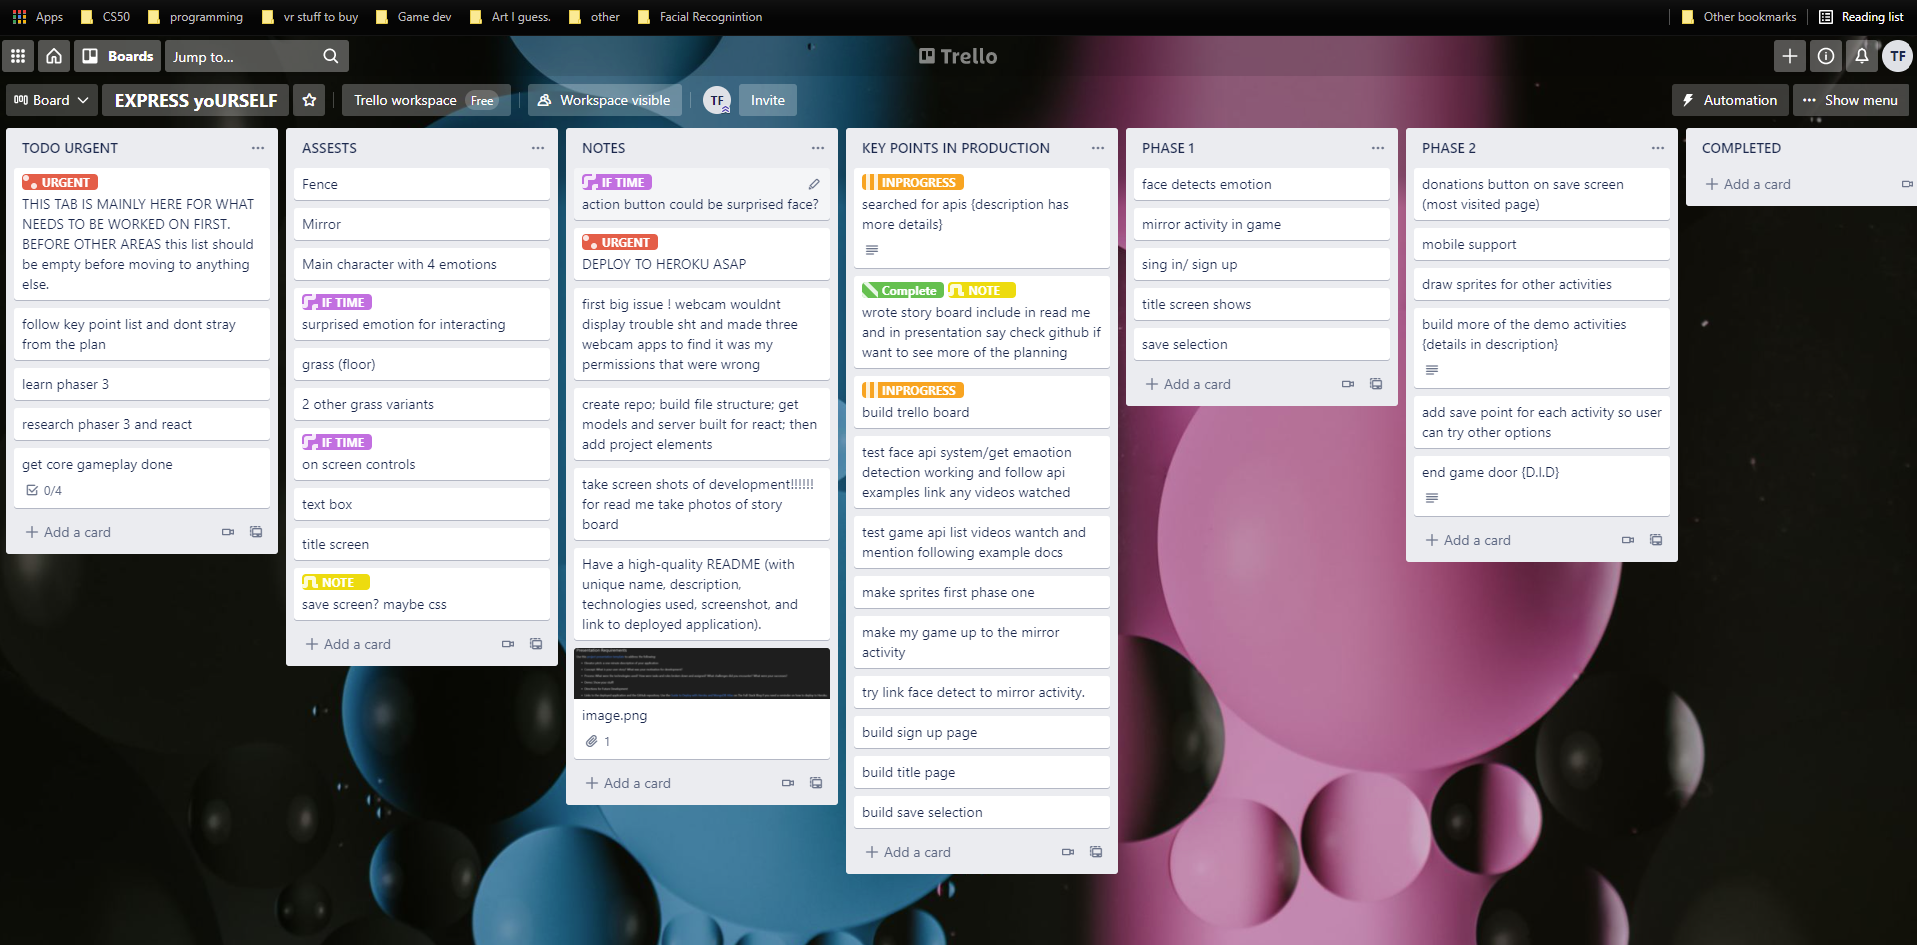 Apps
CS50
programming
vr stuff to buy
Game dev
Art I guess.
other
Facial Recognintion
Other bookmarks
Reading list
Boards
Jump to...
Trello
TF
Board
EXPRESS yoURSELF
Trello workspace Free
Workspace visible
TF
Invite
Automation
Show menu
TODO URGENT
URGENT
THIS TAB IS MAINLY HERE FOR WHAT
NEEDS TO BE WORKED ON FIRST.
BEFORE OTHER AREAS this list should
be empty before moving to anything
else.
follow key point list and dont stray
from the plan
learn phaser 3
research phaser 3 and react
get core gameplay done
0/4
Add a card
ASSESTS
Fence
Mirror
Main character with 4 emotions
IF TIME
surprised emotion for interacting
grass (floor)
2 other grass variants
IF TIME
on screen controls
text box
title screen
NOTE
save screen? maybe css
Add a card
NOTES
IF TIME
action button could be surprised face?
URGENT
DEPLOY TO HEROKU ASAP
first big issue ! webcam wouldnt
display trouble sht and made three
webcam apps to find it was my
permissions that were wrong
create repo; build file structure; get
models and server built for react; then
add project elements
take screen shots of development!!!!!!
for read me take photos of story
board
Have a high-quality README (with
unique name, description,
technologies used, screenshot, and
link to deployed application).
image.png
1
Add a card
KEY POINTS IN PRODUCTION
INPROGRESS
searched for apis {description has
more details}
Complete NOTE
wrote story board include in read me
and in presentation say check github if
want to see more of the planning
INPROGRESS
build trello board
test face api system/get emaotion
detection working and follow api
examples link any videos watched
test game api list videos wantch and
mention following example docs
make sprites first phase one
make my game up to the mirror
activity
try link face detect to mirror activity.
build sign up page
build title page
build save selection
Add a card
PHASE 1
face detects emotion
mirror activity in game
sing in/ sign up
title screen shows
save selection
Add a card
PHASE 2
donations button on save screen
(most visited page)
mobile support
draw sprites for other activities
build more of the demo activities
{details in description}
add save point for each activity so user
can try other options
end game door {D.I.D}
Add a card
COMPLETED
Add a card